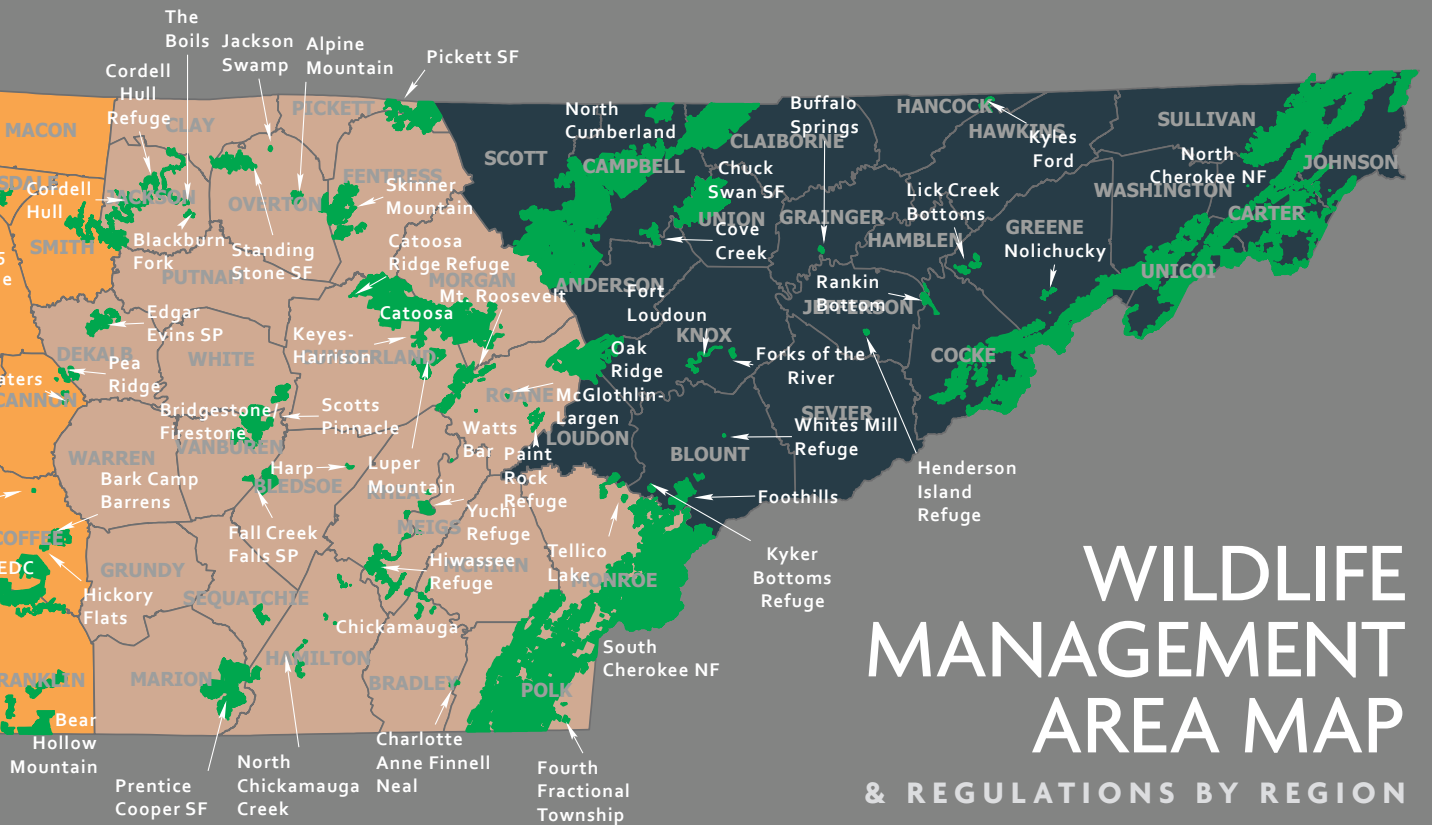 The
Boils
Jackson
Swamp
Alpine
Mountain
Pickett SF
Cordell
Hull
Refuge
PICKETT
CLAY
MACON
North
Cumberland
Buffalo
Springs
HANCOCK
HAWKINS
Kyles
Ford
SULLIVAN
CLAIBORNE
SCOTT
CAMPBELL
Chuck
Swan SF
North
Cherokee NF
JOHNSON
Cordell
Hull
JACKSON
OVERTON
FENTRESS
Skinner
Mountain
UNION
Cove
Creek
GRAINGER
Lick Creek
Bottoms
HAMBLEN
WASHINGTON
CARTER
GREENE
Nolichucky
UNICOI
SMITH
Blackburn
Fork
Standing
Stone SF
PUTNAM
Catoosa
Ridge Refuge
MORGAN
Mt. Roosevelt
Catoosa
ANDERSON
Fort
Loudoun
Rankin
Bottom
JEFFERSON
Edgar
Evins SP
Keyes-
Harrison
CUMBERLAND
KNOX
Oak
Ridge
Forks of the
River
COCKE
DEKALB
Pea
Ridge
WHITE
CANNON
aters
ROANE
McGlothlin-
Largen
SEVIER
Whites Mill
Refuge
Bridgestone/
Firestone
Scotts
Pinnacle
Watts
Bar
Paint
Rock
Refuge
LOUDON
BLOUNT
VANBUREN
WARREN
Bark Camp
Barrens
Harp
BLEDSOE
Luper
Mountain
RHEA
Henderson
Island
Refuge
Foothills
Yuchi
Refuge
MEIGS
Fall Creek
Falls SP
COFFEE
EDC
GRUNDY
Hickory
Flats
SEQUATCHIE
Hiwassee
Refuge
MCMINN
Tellico
Lake
MONROE
Kyker
Bottoms
Refuge
Chickamauga
HAMILTON
MARION
BRADLEY
POLK
South
Cherokee NF
RANKLIN
Bear
Hollow
Mountain
Prentice
Cooper SF
North
Chickamauga
Creek
Charlotte
Anne Finnell
Neal
Fourth
Fractional
Township
WILDLIFE
MANAGEMENT
AREA MAP
& REGULATIONS BY REGION